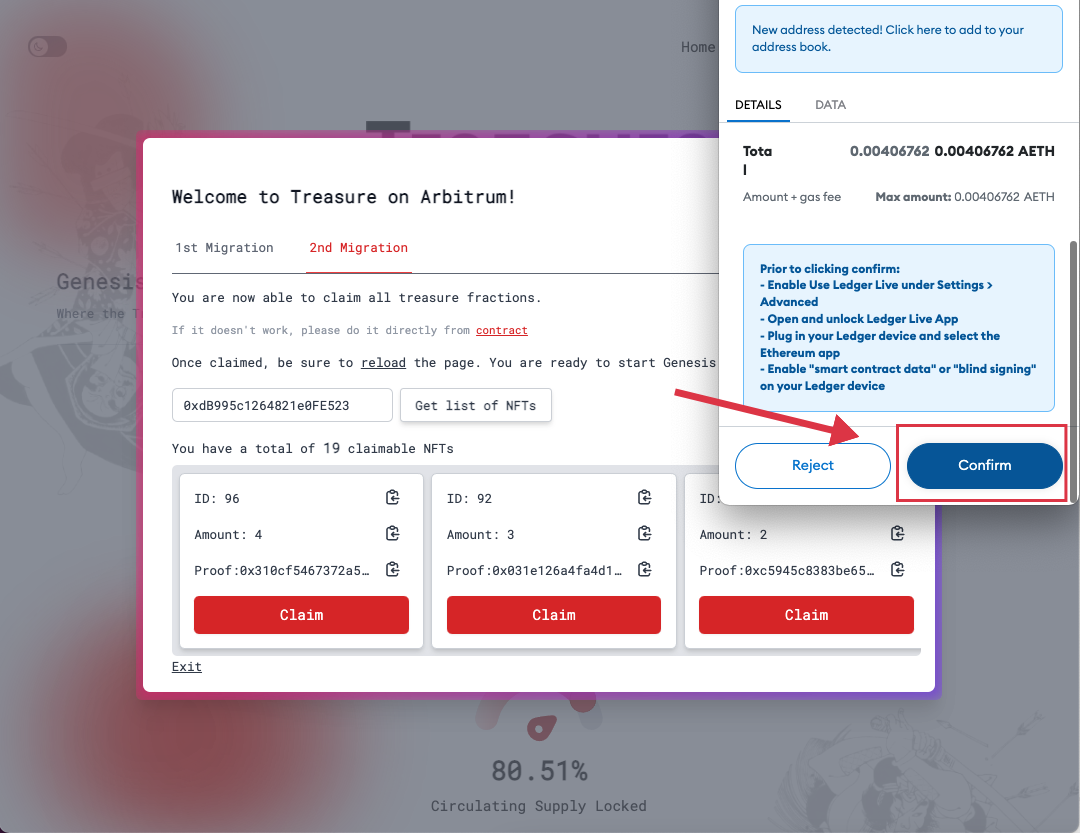 Home
New address detected! Click here to add to your
address book.
DETAILS
DATA
Tota
l
0.00406762 0.00406762 AETH
Amount + gas fee
Max amount: 0.00406762 AETH
Prior to clicking confirm:
- Enable Use Ledger Live under Settings >
Advanced
- Open and unlock Ledger Live App
- Plug in your Ledger device and select the
Ethereum app
- Enable "smart contract data" or "blind signing"
on your Ledger device
Reject
Confirm
Genesis
Where the T
Welcome to Treasure on Arbitrum!
1st Migration
2nd Migration
You are now able to claim all treasure fractions.
If it doesn't work, please do it directly from contract
Once claimed, be sure to reload the page. You are ready to start Genesis
0xdB995c1264821e0FE523
Get list of NFTs
You have a total of 19 claimable NFTs
ID: 96
Amount: 4
Proof:0x310cf5467372a5…
Claim
ID: 92
Amount: 3
Proof:0x031e126a4fa4d1…
Claim
ID:
Amount: 2
Proof:0xc5945c8383be65…
Claim
Exit
80.51%
Circulating Supply Locked